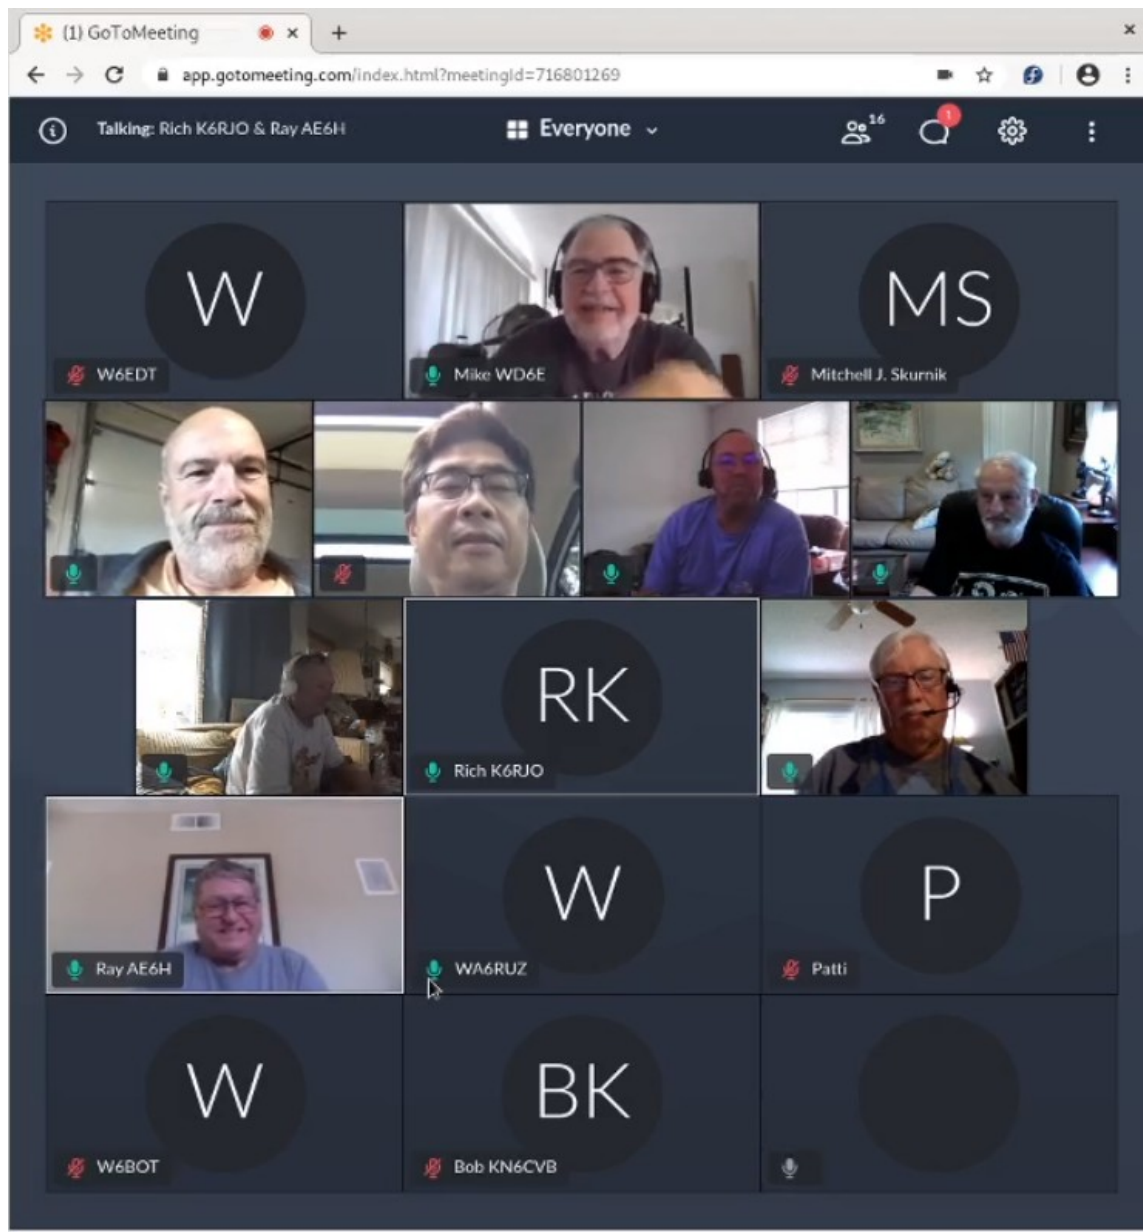 (1) GoToMeeting
app.gotomeeting.com/index.html?meetingId=716801269
Talking: Rich K6RJO & Ray AE6H
Everyone
16
1
W
W6EDT
Mike WD6E
MS
Mitchell J. Skurnik
RK
Rich K6RJO
Ray AE6H
W
WA6RUZ
P
Patti
W
W6BOT
BK
Bob KN6CVB